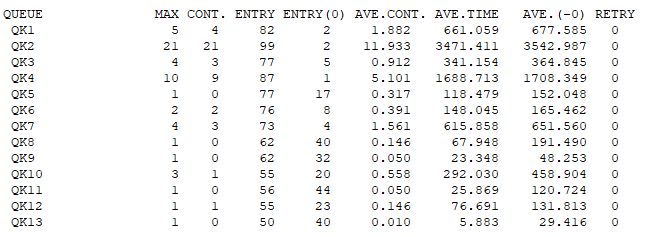 QUEUE MAX CONT. ENTRY ENTRY(0) AVE.CONT. AVE.TIME AVE.(-0) RETRY
QK1 5 4 82 2 1.882 661.059 677.585 0
QK2 21 21 99 2 11.933 3471.411 3542.987 0
QK3 4 3 77 5 0.912 341.154 364.845 0
QK4 10 9 87 1 5.101 1688.713 1708.349 0
QK5 1 0 77 17 0.317 118.479 152.048 0
QK6 2 2 76 8 0.391 148.045 165.462 0
QK7 4 3 73 4 1.561 615.858 651.560 0
QK8 1 0 62 40 0.146 67.948 191.490 0
QK9 1 0 62 32 0.050 23.348 48.253 0
QK10 3 1 55 20 0.558 292.030 458.904 0
QK11 1 0 56 44 0.050 25.869 120.724 0
QK12 1 1 55 23 0.146 76.691 131.813 0
QK13 1 0 50 40 0.010 5.883 29.416 0